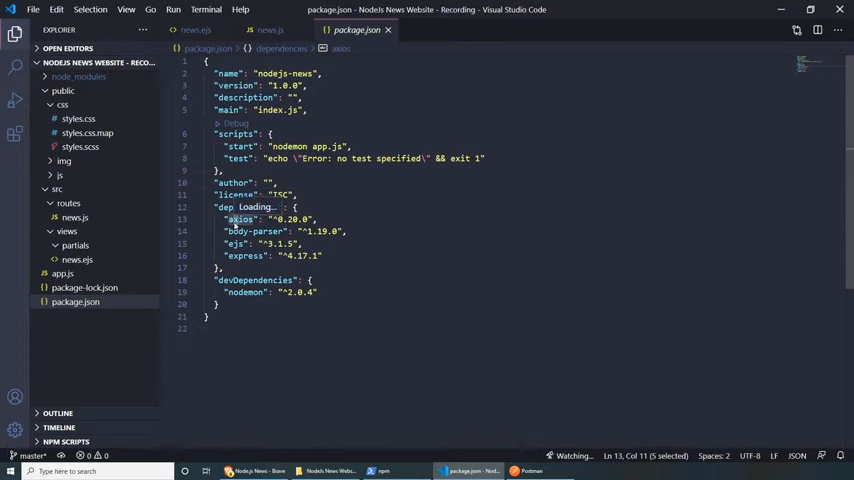 File Edit Selection View Go Run Terminal Help
package.json - NodeJs News Website - Recording - Visual Studio Code
EXPLORER
news.ejs
news.js
package.json
OPEN EDITORS
package.json > {} dependencies > axios
NODEJS NEWS WEBSITE - RECO...
node_modules
public
css
styles.css
styles.css.map
styles.scss
img
js
src
routes
news.js
views
partials
news.ejs
app.js
package-lock.json
package.json
OUTLINE
TIMELINE
NPM SCRIPTS
1 {
2 "name": "nodejs-news",
3 "version": "1.0.0",
4 "description": "",
5 "main": "index.js",
Debug
6 "scripts": {
7 "start": "nodemon app.js",
8 "test": "echo \"Error: no test specified\" && exit 1"
9 },
10 "author": "",
11 "license": "ISC",
Loading...
12 "dep : {
13 "axios": "^0.20.0",
14 "body-parser": "^1.19.0",
15 "ejs": "^3.1.5",
16 "express": "^4.17.1"
17 },
18 "devDependencies": {
19 "nodemon": "^2.0.4"
20 }
21 }
22
master* 0 0 Watching... Ln 13, Col 11 (5 selected) Spaces: 2 UTF-8 LF JSON
Type here to search
Node.js News - Brave
NodeJs News Webs...
npm
package.json - Nod...
Postman